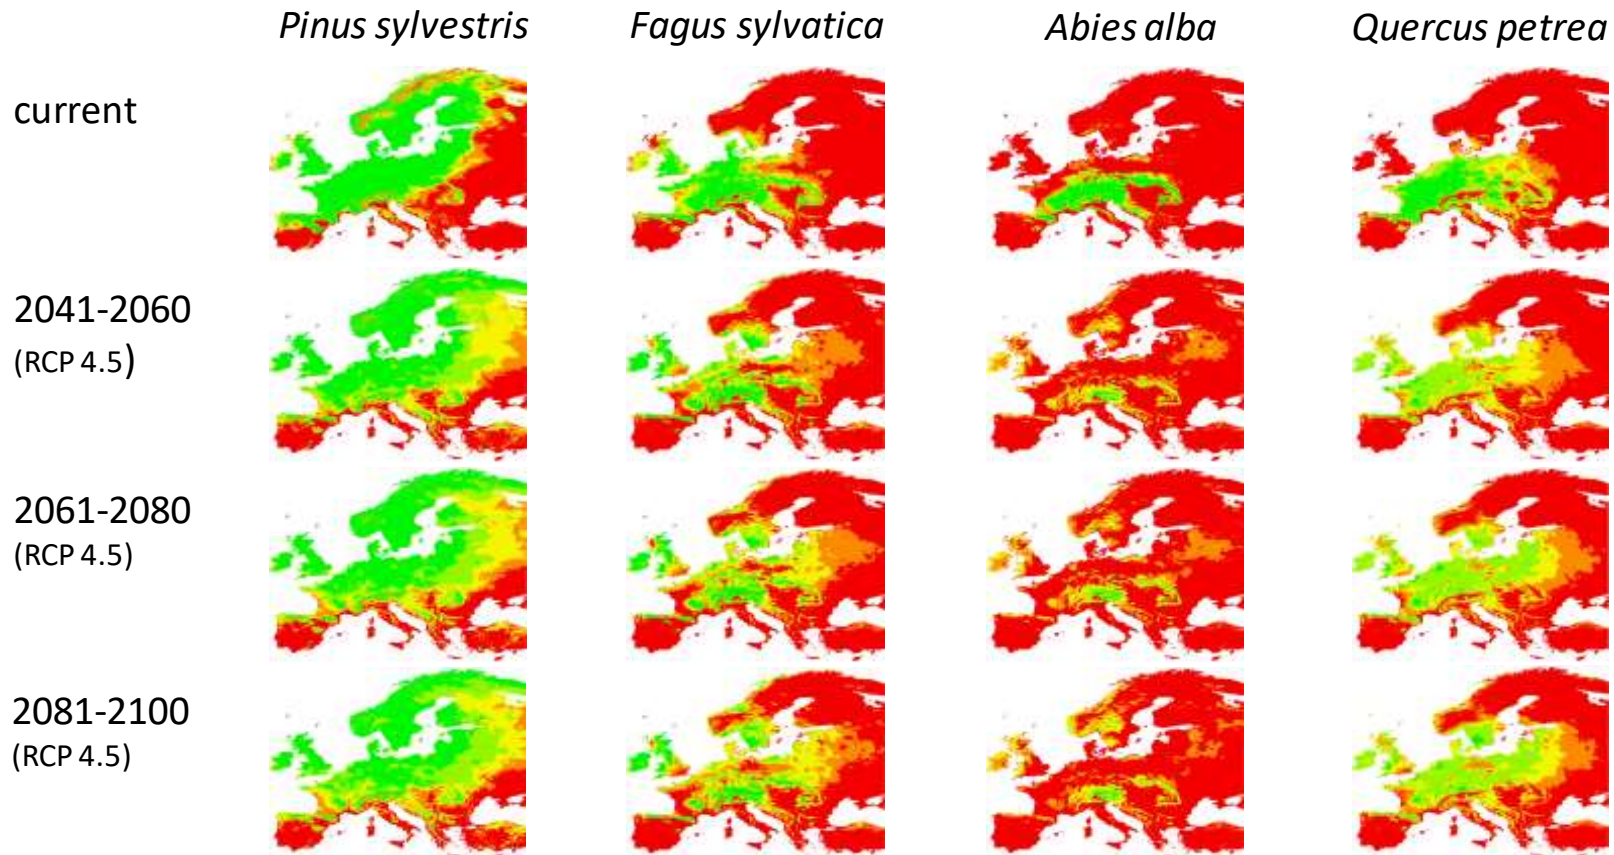 Pinus sylvestris
Fagus sylvatica
Abies alba
Quercus petrea
current
2041-2060
(RCP 4.5)
2061-2080
(RCP 4.5)
2081-2100
(RCP 4.5)